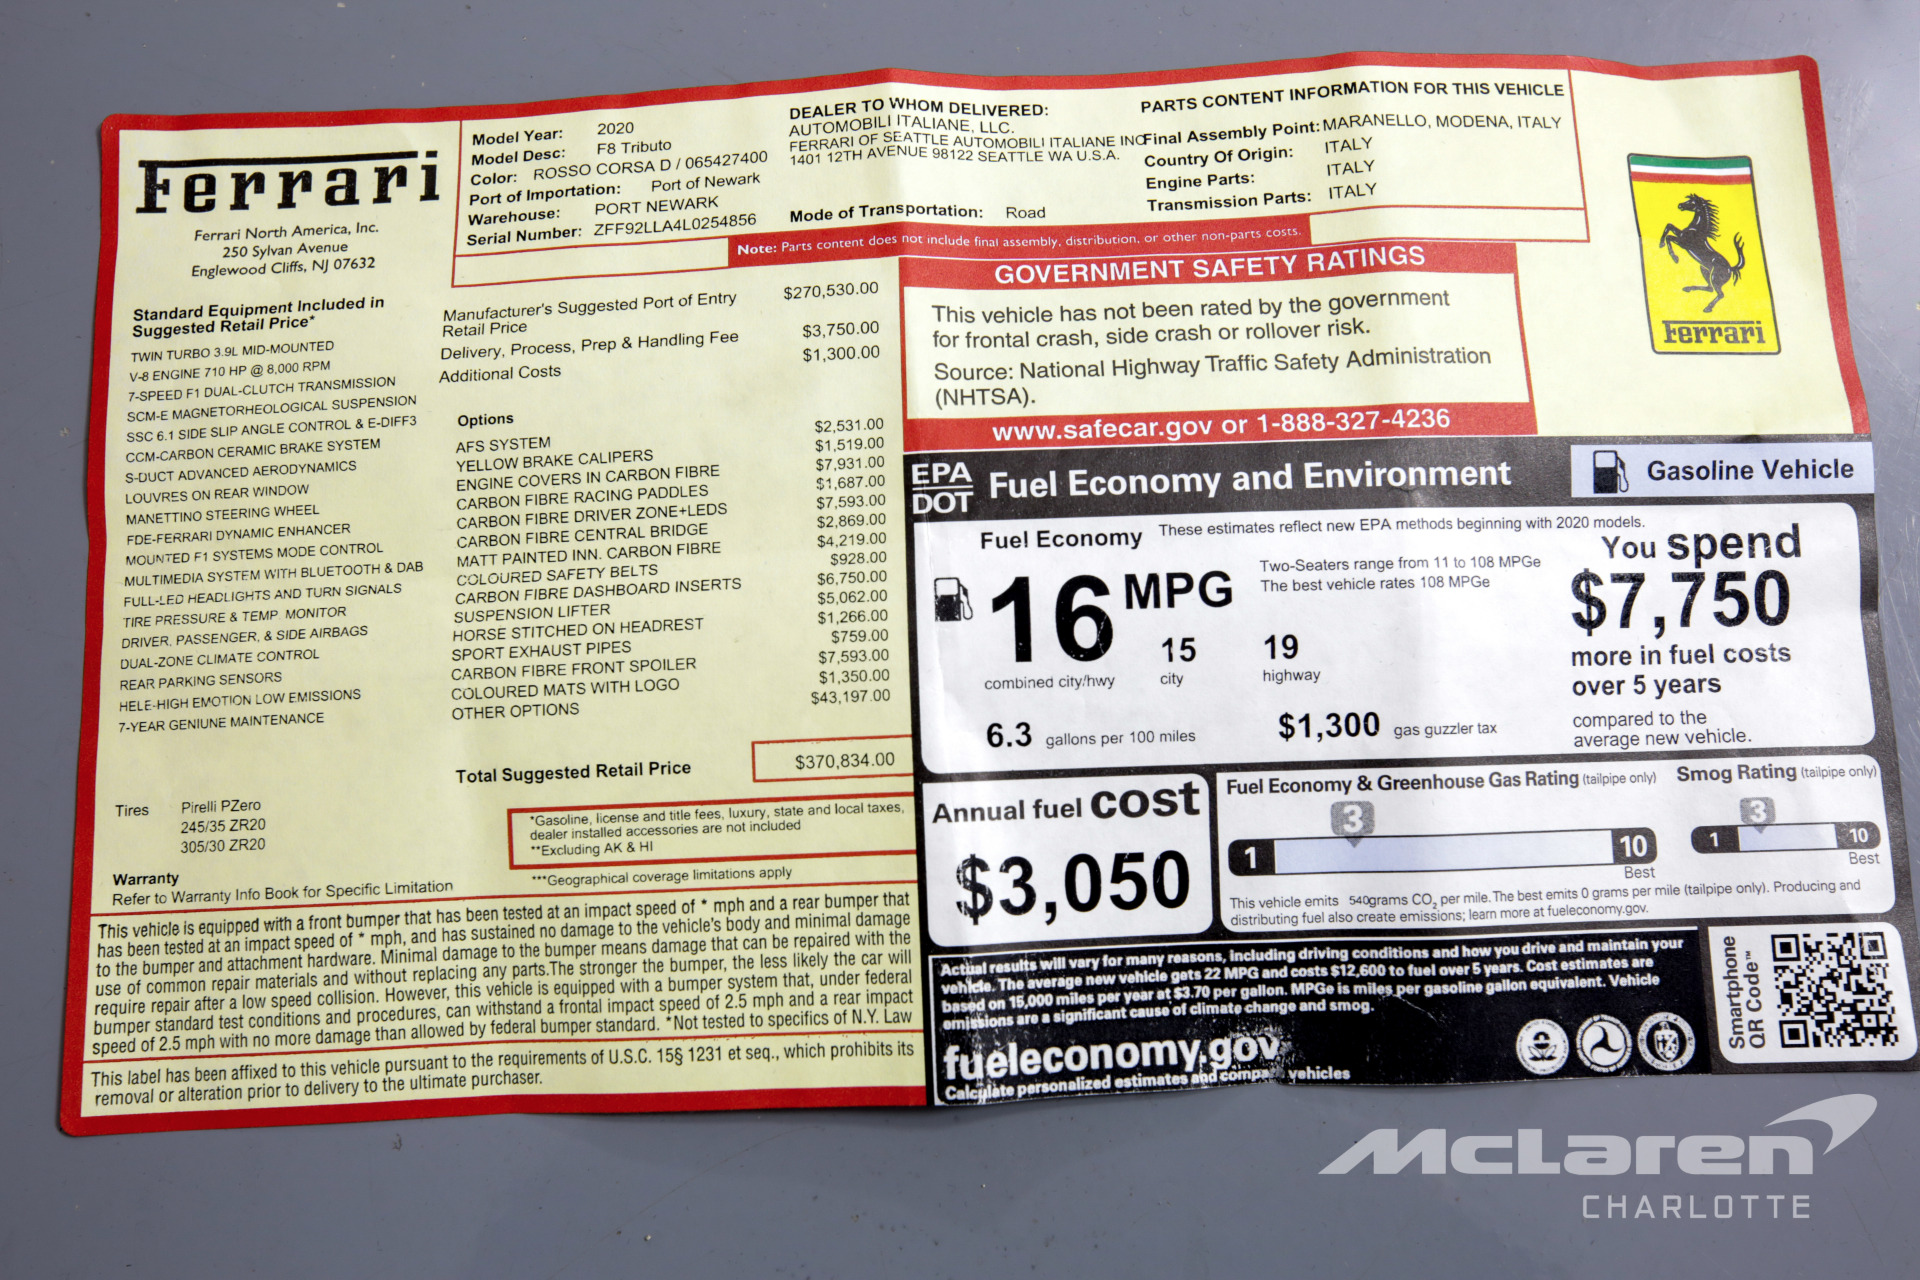 Ferrari
Ferrari North America, Inc.
250 Sylvan Avenue
Englewood Cliffs, NJ 07632
Model Year: 2020
Model Desc: F8 Tributo
Color: ROSSO CORSA D / 065427400
Port of Importation: Port of Newark
Warehouse: PORT NEWARK
Serial Number: ZFF92LLA4L0254856
DEALER TO WHOM DELIVERED:
AUTOMOBILI ITALIANE, LLC.
FERRARI OF SEATTLE AUTOMOBILI ITALIANE INC
1401 12TH AVENUE 98122 SEATTLE WA U.S.A.
Mode of Transportation: Road
PARTS CONTENT INFORMATION FOR THIS VEHICLE
Final Assembly Point: MARANELLO, MODENA, ITALY
Country Of Origin: ITALY
Engine Parts: ITALY
Transmission Parts: ITALY
Note: Parts content does not include final assembly, distribution, or other non-parts costs.
Ferrari
Standard Equipment Included in
Suggested Retail Price*
TWIN TURBO 3.9L MID-MOUNTED
V-8 ENGINE 710 HP @ 8,000 RPM
7-SPEED F1 DUAL-CLUTCH TRANSMISSION
SCM-E MAGNETORHEOLOGICAL SUSPENSION
SSC 6.1 SIDE SLIP ANGLE CONTROL & E-DIFF3
CCM-CARBON CERAMIC BRAKE SYSTEM
S-DUCT ADVANCED AERODYNAMICS
LOUVRES ON REAR WINDOW
MANETTINO STEERING WHEEL
FDE-FERRARI DYNAMIC ENHANCER
MOUNTED F1 SYSTEMS MODE CONTROL
MULTIMEDIA SYSTEM WITH BLUETOOTH & DAB
FULL-LED HEADLIGHTS AND TURN SIGNALS
TIRE PRESSURE & TEMP. MONITOR
DRIVER, PASSENGER, & SIDE AIRBAGS
DUAL-ZONE CLIMATE CONTROL
REAR PARKING SENSORS
HELE-HIGH EMOTION LOW EMISSIONS
7-YEAR GENIUNE MAINTENANCE
Tires Pirelli PZero
245/35 ZR20
305/30 ZR20
Warranty
Refer to Warranty Info Book for Specific Limitation
Manufacturer's Suggested Port of Entry
Retail Price $270,530.00
Delivery, Process, Prep & Handling Fee $3,750.00
Additional Costs $1,300.00
Options
AFS SYSTEM $2,531.00
YELLOW BRAKE CALIPERS $1,519.00
ENGINE COVERS IN CARBON FIBRE $7,931.00
CARBON FIBRE RACING PADDLES $1,687.00
CARBON FIBRE DRIVER ZONE+LEDS $7,593.00
CARBON FIBRE CENTRAL BRIDGE $2,869.00
MATT PAINTED INN. CARBON FIBRE $4,219.00
COLOURED SAFETY BELTS $928.00
CARBON FIBRE DASHBOARD INSERTS $6,750.00
SUSPENSION LIFTER $5,062.00
HORSE STITCHED ON HEADREST $1,266.00
SPORT EXHAUST PIPES $759.00
CARBON FIBRE FRONT SPOILER $7,593.00
COLOURED MATS WITH LOGO $1,350.00
OTHER OPTIONS $43,197.00
Total Suggested Retail Price $370,834.00
*Gasoline, license and title fees, luxury, state and local taxes,
dealer installed accessories are not included
**Excluding AK & HI
***Geographical coverage limitations apply
This vehicle is equipped with a front bumper that has been tested at an impact speed of * mph and a rear bumper that
has been tested at an impact speed of * mph, and has sustained no damage to the vehicle's body and minimal damage
to the bumper and attachment hardware. Minimal damage to the bumper means damage that can be repaired with the
use of common repair materials and without replacing any parts.The stronger the bumper, the less likely the car will
require repair after a low speed collision. However, this vehicle is equipped with a bumper system that, under federal
bumper standard test conditions and procedures, can withstand a frontal impact speed of 2.5 mph and a rear impact
speed of 2.5 mph with no more damage than allowed by federal bumper standard. *Not tested to specifics of N.Y. Law
This label has been affixed to this vehicle pursuant to the requirements of U.S.C. 15§ 1231 et seq., which prohibits its
removal or alteration prior to delivery to the ultimate purchaser.
GOVERNMENT SAFETY RATINGS
This vehicle has not been rated by the government
for frontal crash, side crash or rollover risk.
Source: National Highway Traffic Safety Administration
(NHTSA).
www.safecar.gov or 1-888-327-4236
EPA
DOT
Fuel Economy and Environment
Gasoline Vehicle
Fuel Economy
These estimates reflect new EPA methods beginning with 2020 models.
16 MPG
combined city/hwy
15
city
19
highway
Two-Seaters range from 11 to 108 MPGe
The best vehicle rates 108 MPGe
6.3 gallons per 100 miles
$1,300 gas guzzler tax
You spend
$7,750
more in fuel costs
over 5 years
compared to the
average new vehicle.
Annual fuel cost
$3,050
Fuel Economy & Greenhouse Gas Rating (tailpipe only)
3
1 10
Best
Smog Rating (tailpipe only)
3
1 10
Best
This vehicle emits 540grams CO2 per mile. The best emits 0 grams per mile (tailpipe only). Producing and
distributing fuel also create emissions; learn more at fueleconomy.gov.
Actual results will vary for many reasons, including driving conditions and how you drive and maintain your
vehicle. The average new vehicle gets 22 MPG and costs $12,600 to fuel over 5 years. Cost estimates are
based on 15,000 miles per year at $3.70 per gallon. MPGe is miles per gasoline gallon equivalent. Vehicle
emissions are a significant cause of climate change and smog.
fueleconomy.gov
Calculate personalized estimates and compa vehicles
Smartphone
QR Code™
McLaren
CHARLOTTE